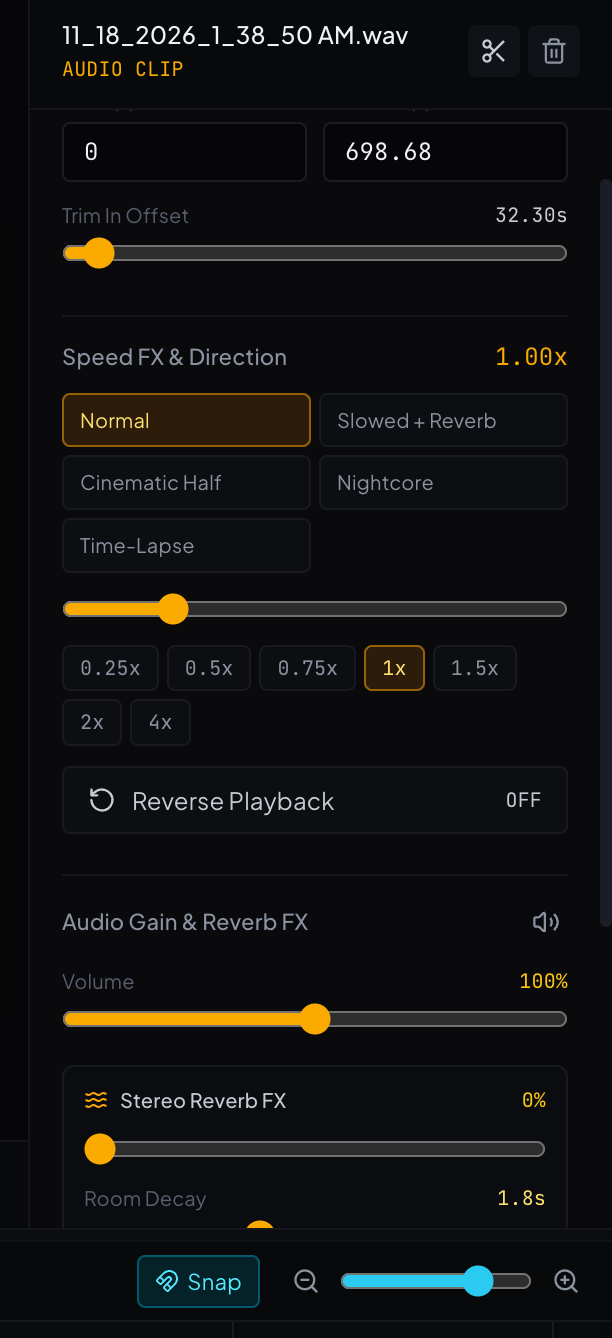 11_18_2026_1_38_50 AM.wav
AUDIO CLIP
0 698.68
Trim In Offset 32.30s
Speed FX & Direction 1.00x
Normal Slowed + Reverb
Cinematic Half Nightcore
Time-Lapse
0.25x 0.5x 0.75x 1x 1.5x
2x 4x
Reverse Playback OFF
Audio Gain & Reverb FX
Volume 100%
Stereo Reverb FX 0%
Room Decay 1.8s
Snap